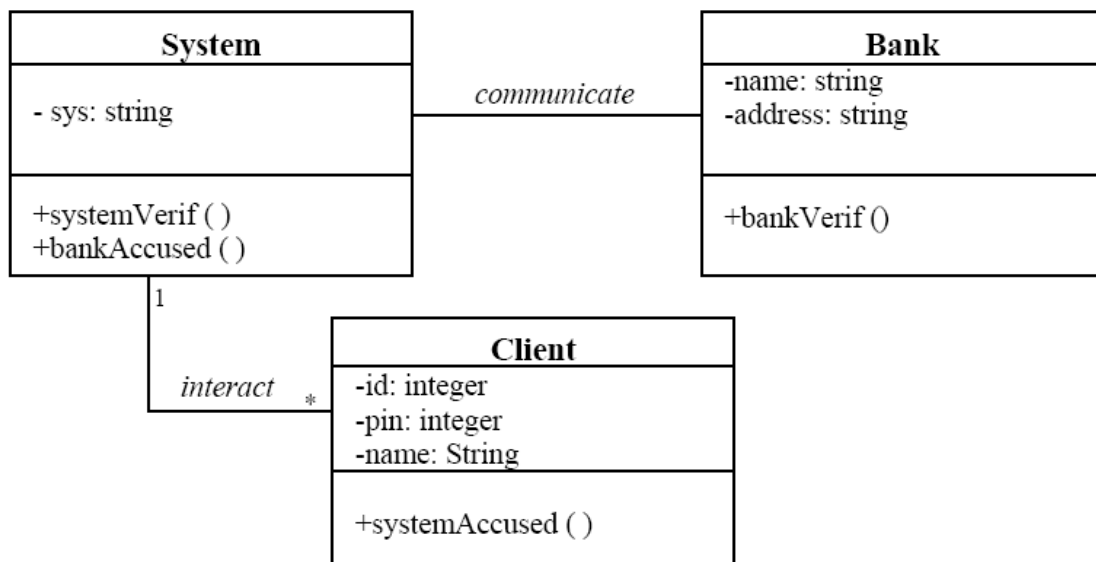 System
- sys: string
+systemVerif ( )
+bankAccused ( )
communicate
Bank
-name: string
-address: string
+bankVerif ()
1
interact
*
Client
-id: integer
-pin: integer
-name: String
+systemAccused ( )